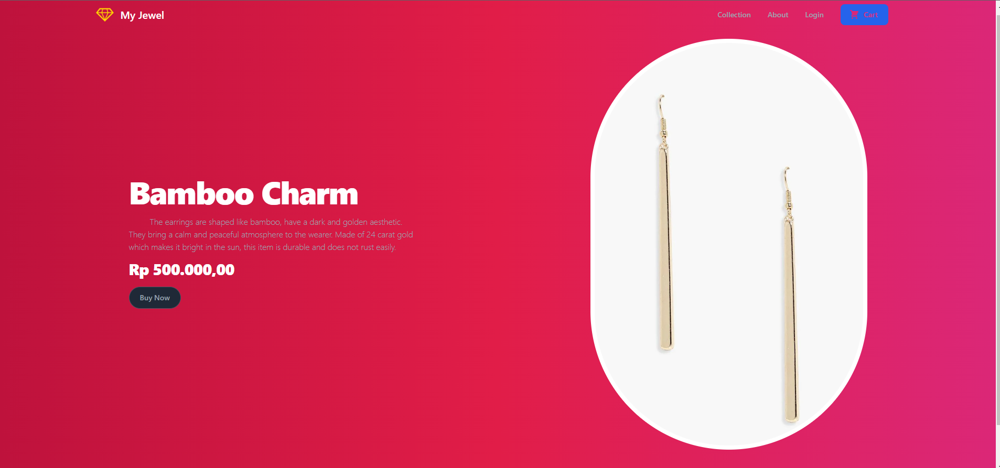 My Jewel
Collection
About
Login
Cart
Bamboo Charm
The earrings are shaped like bamboo, have a dark and golden aesthetic.
They bring a calm and peaceful atmosphere to the wearer. Made of 24 carat gold
which makes it bright in the sun, this item is durable and does not rust easily.
Rp 500.000,00
Buy Now